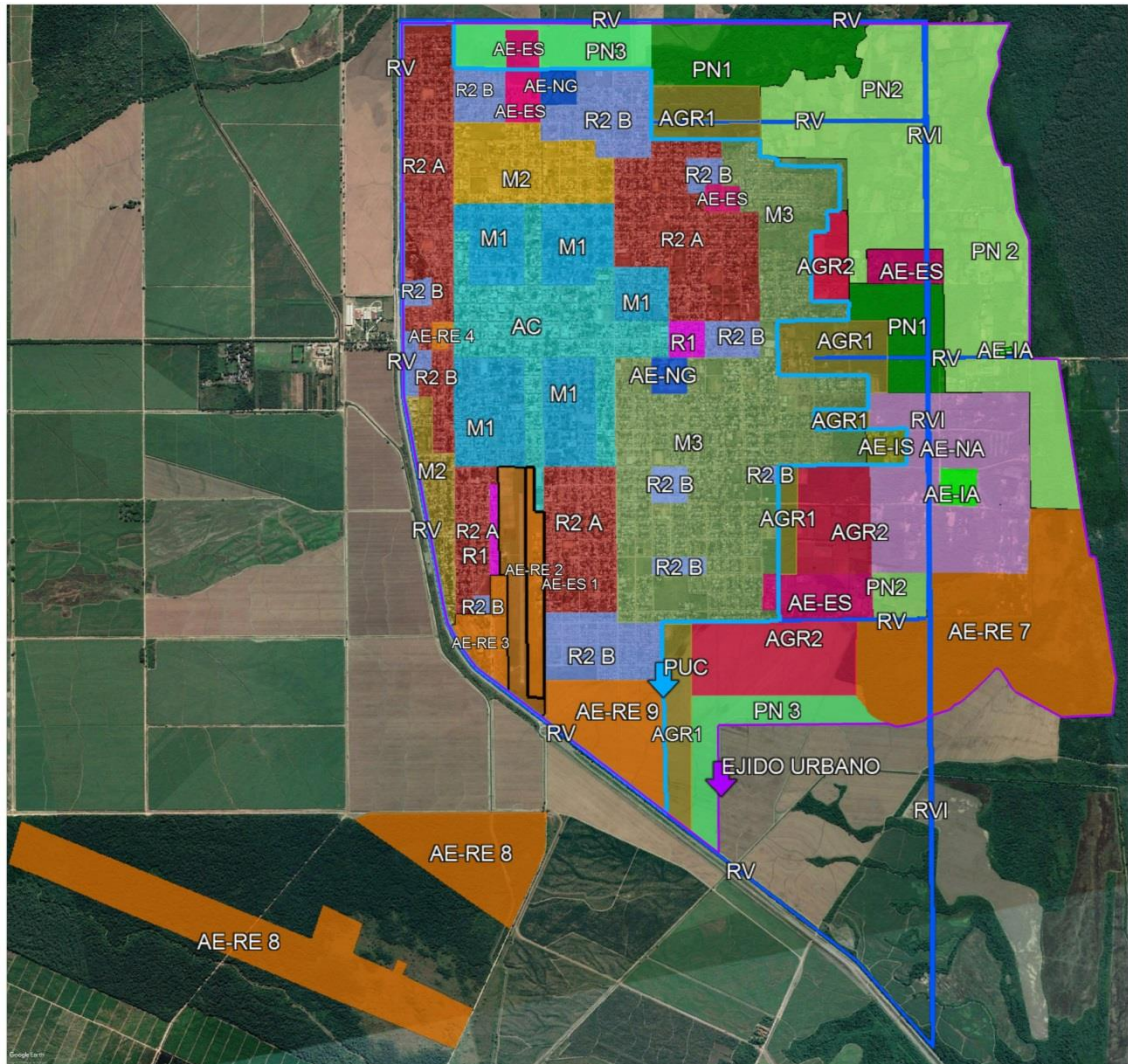 RV
RV
AE-ES
PN3
RV
PN1
PN2
R2 B
AE-NG
AE-ES
R2 B
AGR1
RV
RVI
R2 A
M2
R2 B
AE-ES
M3
M1
M1
R2 A
PN 2
AGR2
AE-ES
R2 B
M1
AC
AE-RE 4
R1
R2 B
AGR1
PN1
AE-IA
RV
RV
R2 B
AE-NG
M1
M1
M3
AGR1
RVI
AE-IS
AE-NA
M2
R2 B
R2 B
AE-IA
RV
R2 A
R2 A
AGR1
AGR2
R1
AE-RE 2
R2 B
AE-ES 1
PN2
R2 B
AE-ES
RV
AE-RE 3
R2 B
AGR2
AE-RE 7
PUC
AE-RE 9
PN 3
RV
AGR1
EJIDO URBANO
RVI
AE-RE 8
RV
AE-RE 8
Google Earth